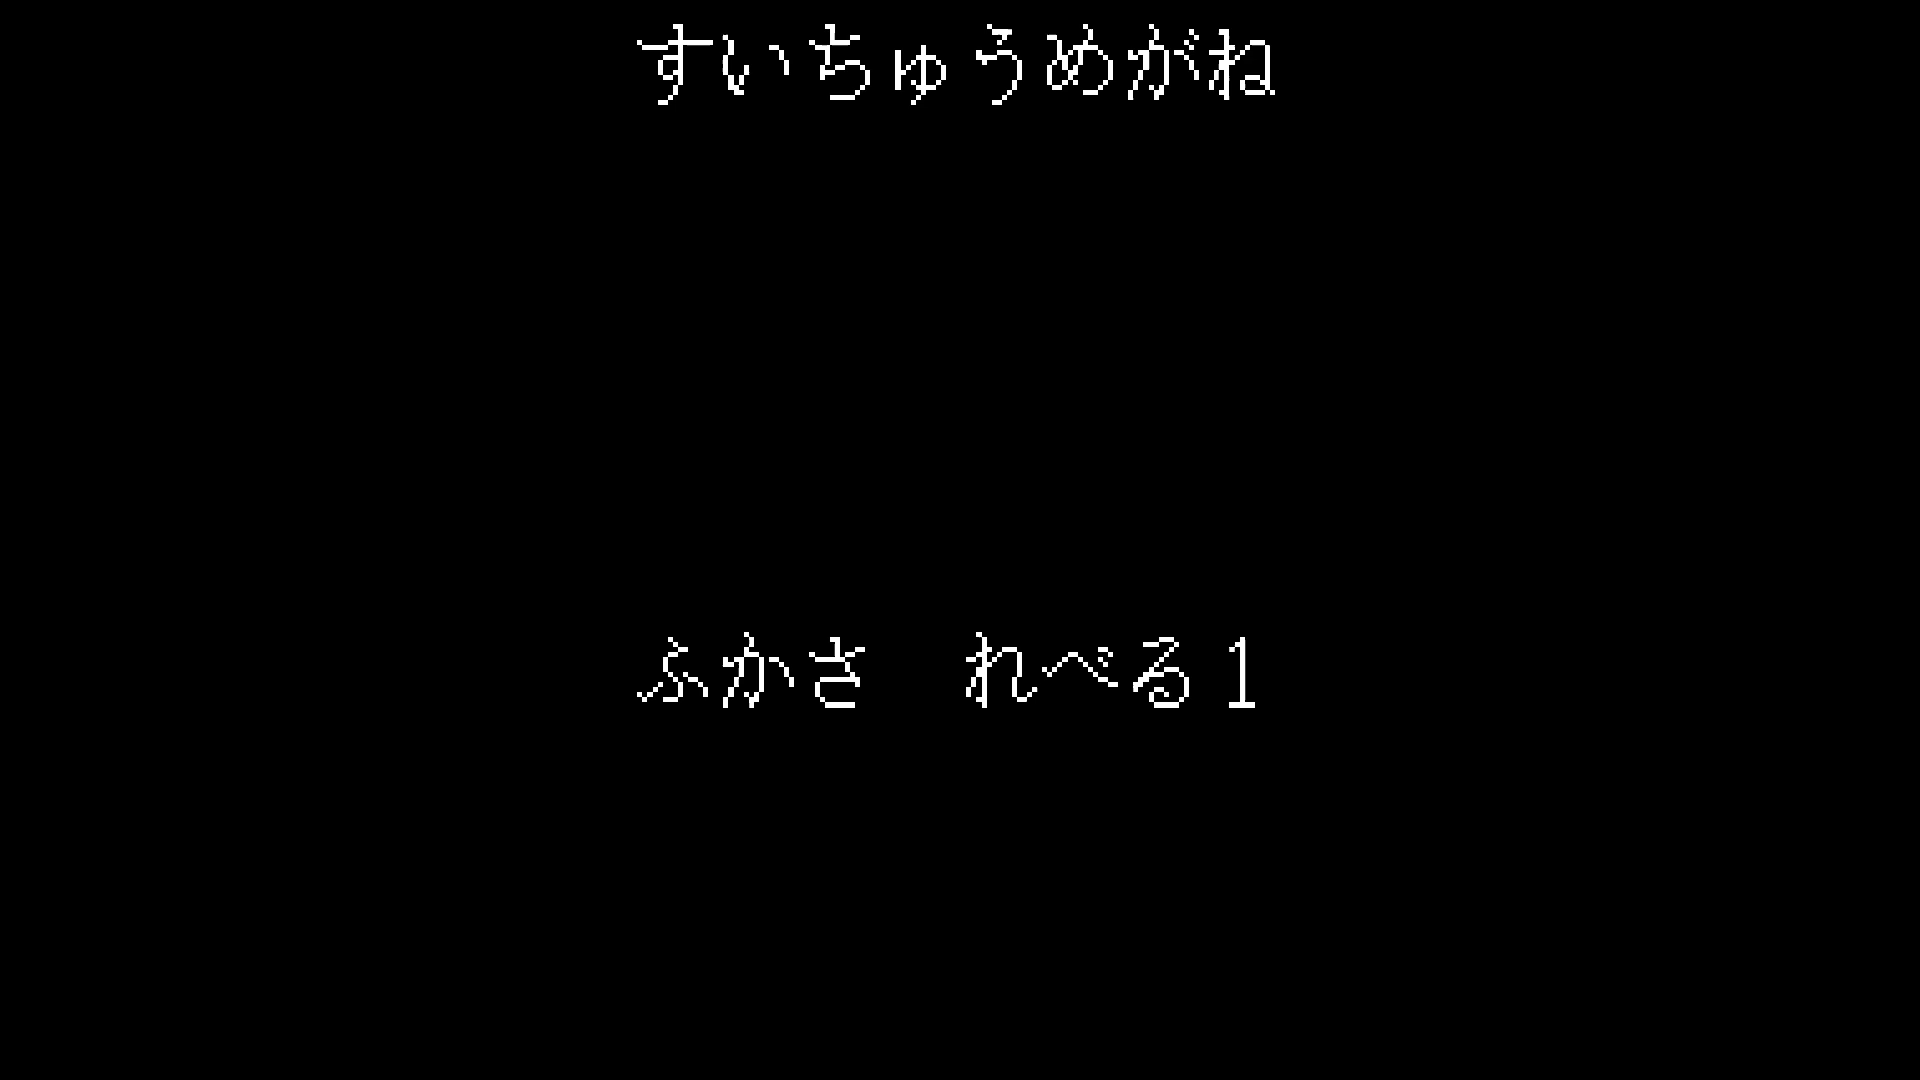 すいちゅうめがね
ふかさ　れべる１